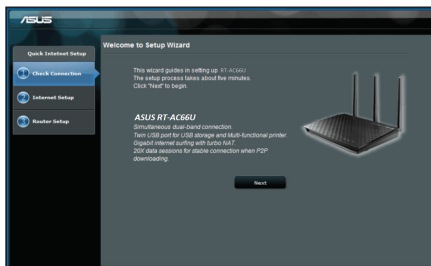 ASUS
Quick Internet Setup
1 Check Connection
2 Internet Setup
3 Router Setup
Welcome to Setup Wizard
This wizard guides in setting up RT-AC66U
The setup process takes about five minutes.
Click "Next" to begin.
ASUS RT-AC66U
Simultaneous dual-band connection.
Twin USB port for USB storage and Multi-functional printer
Gigabit internet surfing with turbo NAT.
20X data sessions for stable connection when P2P
downloading.
Next